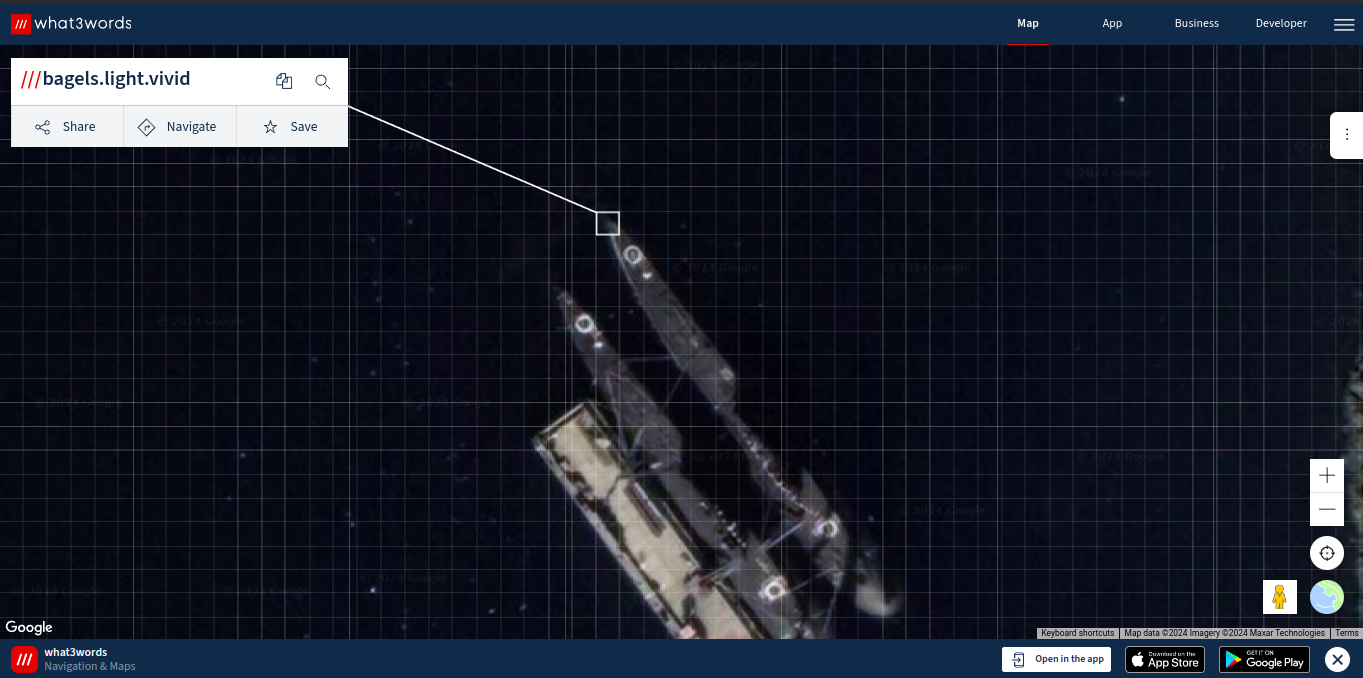 what3words
Map
App
Business
Developer
///bagels.light.vivid
Share
Navigate
Save
© 2024 Google
Google
Keyboard shortcuts
Map data ©2024 Imagery ©2024 Maxar Technologies
Terms
what3words
Navigation & Maps
Open in the app
Download on the
App Store
GET IT ON
Google Play